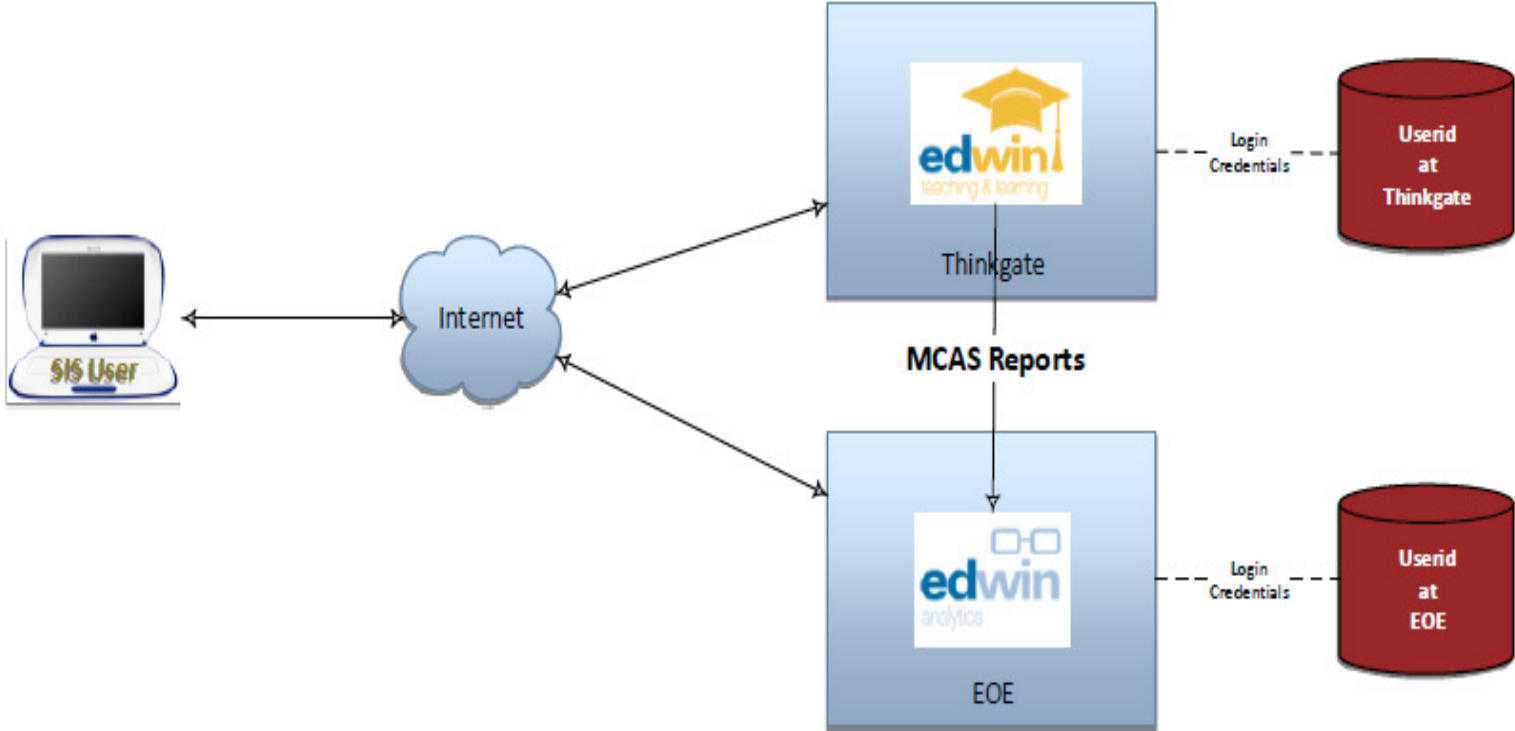 SIS User
Internet
edwin
teaching & learning
Thinkgate
Login
Credentials
Userid
at
Thinkgate
MCAS Reports
edwin
analytics
EOE
Login
Credentials
Userid
at
EOE